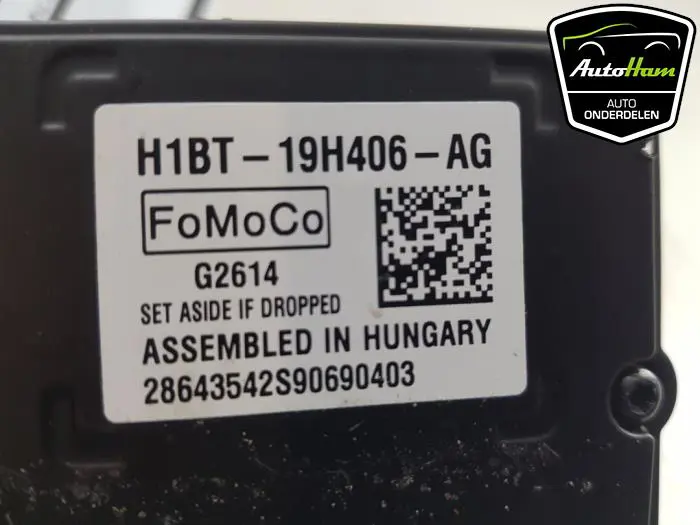 AutoHam
AUTO
ONDERDELEN
H1BT-19H406-AG
FoMoCo
G2614
SET ASIDE IF DROPPED
ASSEMBLED IN HUNGARY
28643542S90690403